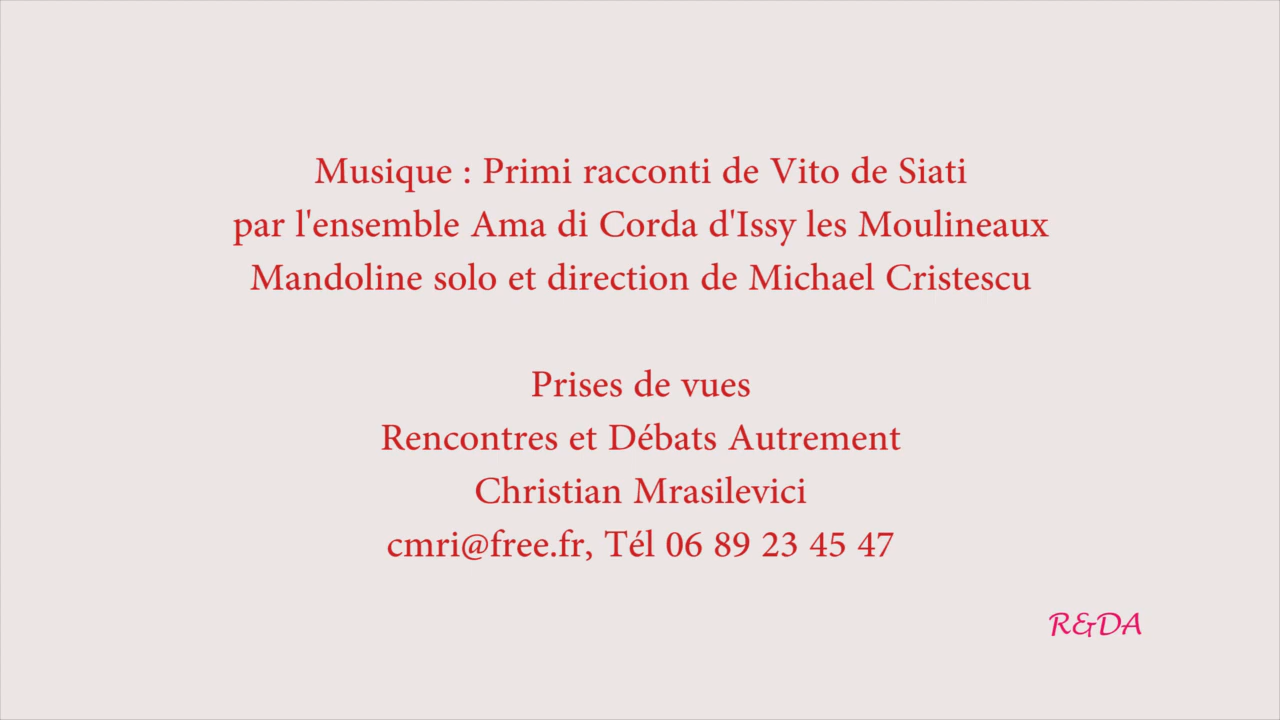 Musique : Primi racconti de Vito de Siati
par l'ensemble Ama di Corda d'Issy les Moulineaux
Mandoline solo et direction de Michael Cristescu
Prises de vues
Rencontres et Débats Autrement
Christian Mrasilevici
cmri@free.fr, Tél 06 89 23 45 47
R&DA